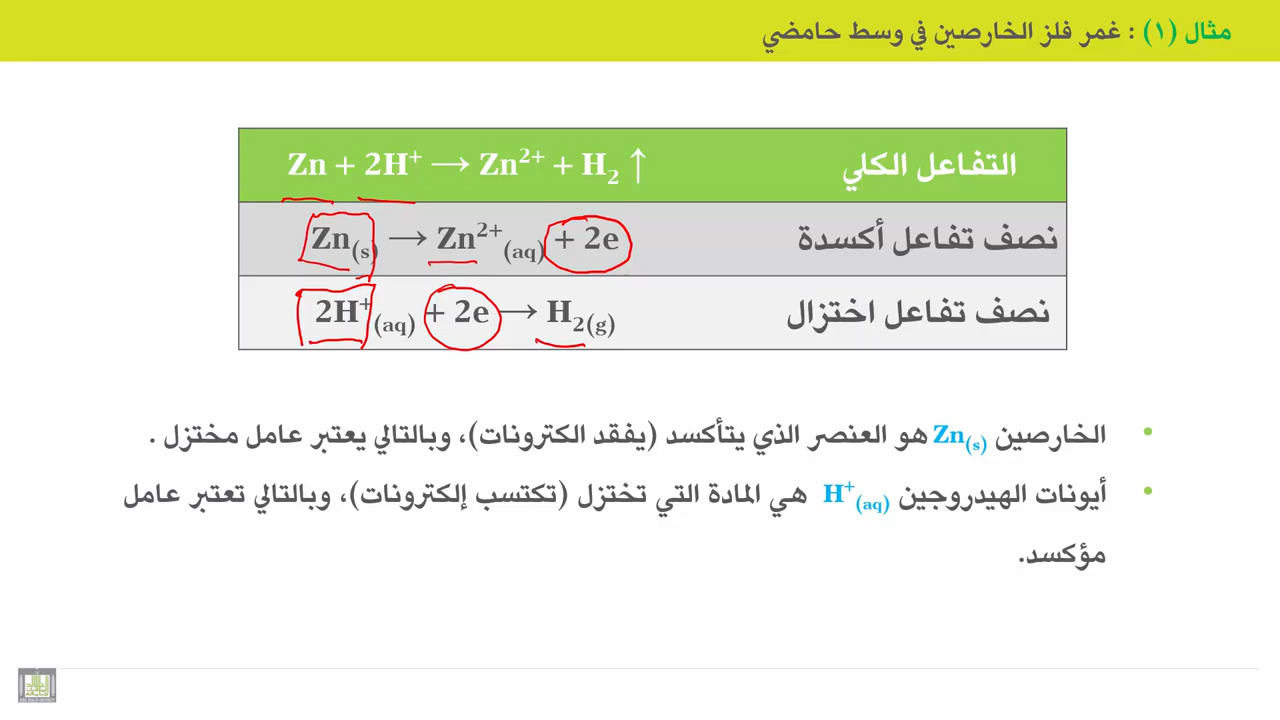 مثال (١) : غمر فلز الخارصين في وسط حامضي
التفاعل الكلي Zn + 2H⁺ ⟶ Zn²⁺ + H₂ ↑
نصف تفاعل أكسدة Zn₍s₎ ⟶ Zn²⁺₍aq₎ + 2e
نصف تفاعل اختزال 2H⁺₍aq₎ + 2e ⟶ H₂₍g₎
• الخارصين Zn₍s₎ هو العنصر الذي يتأكسد (يفقد الكترونات)، وبالتالي يعتبر عامل مختزل .
• أيونات الهيدروجين H⁺₍aq₎ هي المادة التي تختزل (تكتسب إلكترونات)، وبالتالي تعتبر عامل
مؤكسد.